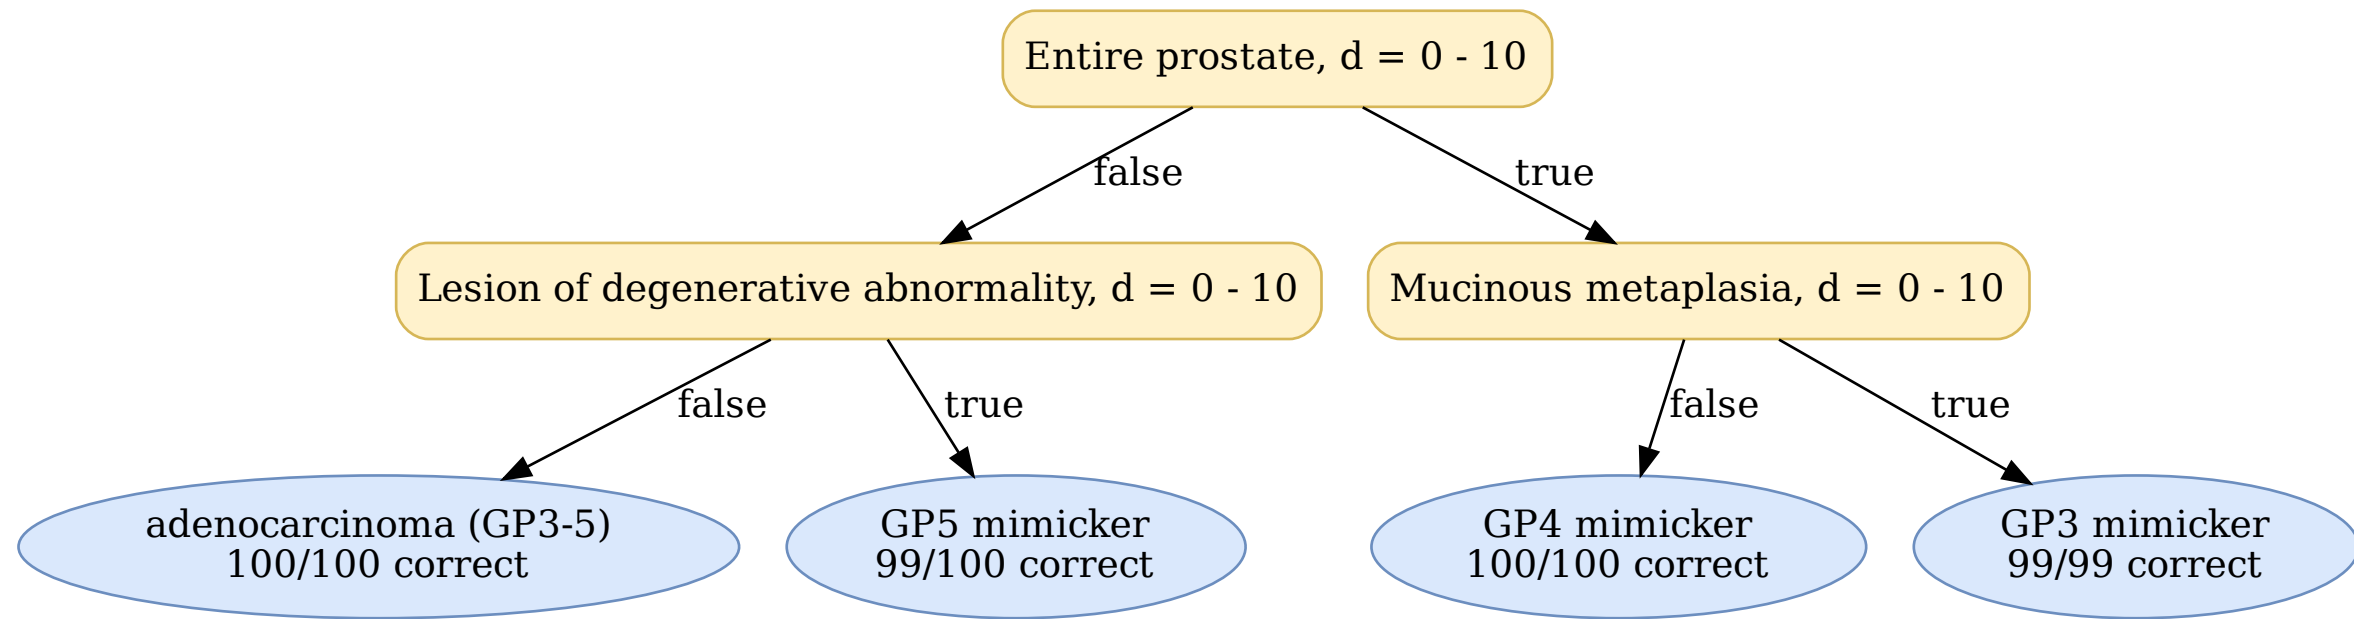 Entire prostate, d = 0 - 10
false
true
Lesion of degenerative abnormality, d = 0 - 10
Mucinous metaplasia, d = 0 - 10
false
true
false
true
adenocarcinoma (GP3-5)
100/100 correct
GP5 mimicker
99/100 correct
GP4 mimicker
100/100 correct
GP3 mimicker
99/99 correct